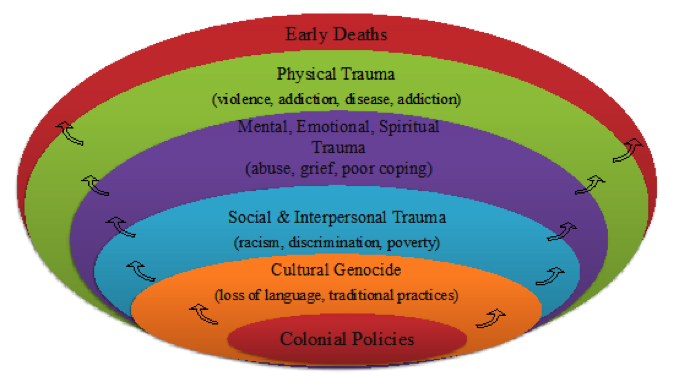 Early Deaths
Physical Trauma
(violence, addiction, disease, addiction)
Mental, Emotional, Spiritual
Trauma
(abuse, grief, poor coping)
Social & Interpersonal Trauma
(racism, discrimination, poverty)
Cultural Genocide
(loss of language, traditional practices)
Colonial Policies